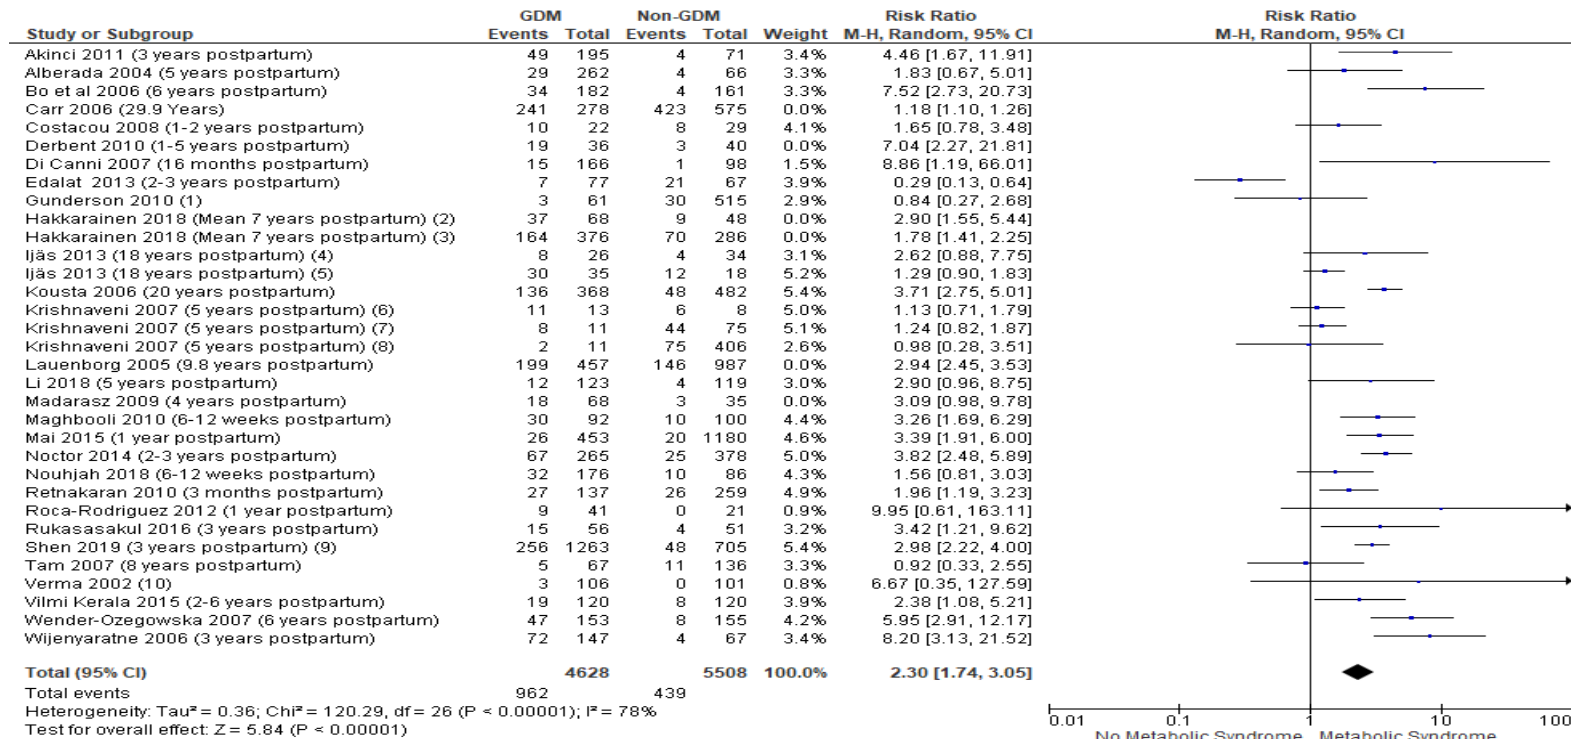 GDM Non-GDM Risk Ratio Risk Ratio
Study or Subgroup Events Total Events Total Weight M-H, Random, 95% CI M-H, Random, 95% CI
Akinci 2011 (3 years postpartum) 49 195 4 71 3.4% 4.46 [1.67, 11.91]
Alberada 2004 (5 years postpartum) 29 262 4 66 3.3% 1.83 [0.67, 5.01]
Bo et al 2006 (6 years postpartum) 34 182 4 161 3.3% 7.52 [2.73, 20.73]
Carr 2006 (29.9 Years) 241 278 423 575 0.0% 1.18 [1.10, 1.26]
Costacou 2008 (1-2 years postpartum) 10 22 8 29 4.1% 1.65 [0.78, 3.48]
Derbent 2010 (1-5 years postpartum) 19 36 3 40 0.0% 7.04 [2.27, 21.81]
Di Canni 2007 (16 months postpartum) 15 166 1 98 1.5% 8.86 [1.19, 66.01]
Edalat 2013 (2-3 years postpartum) 7 77 21 67 3.9% 0.29 [0.13, 0.64]
Gunderson 2010 (1) 3 61 30 515 2.9% 0.84 [0.27, 2.68]
Hakkarainen 2018 (Mean 7 years postpartum) (2) 37 68 9 48 0.0% 2.90 [1.55, 5.44]
Hakkarainen 2018 (Mean 7 years postpartum) (3) 164 376 70 286 0.0% 1.78 [1.41, 2.25]
Ijäs 2013 (18 years postpartum) (4) 8 26 4 34 3.1% 2.62 [0.88, 7.75]
Ijäs 2013 (18 years postpartum) (5) 30 35 12 18 5.2% 1.29 [0.90, 1.83]
Kousta 2006 (20 years postpartum) 136 368 48 482 5.4% 3.71 [2.75, 5.01]
Krishnaveni 2007 (5 years postpartum) (6) 11 13 6 8 5.0% 1.13 [0.71, 1.79]
Krishnaveni 2007 (5 years postpartum) (7) 8 11 44 75 5.1% 1.24 [0.82, 1.87]
Krishnaveni 2007 (5 years postpartum) (8) 2 11 75 406 2.6% 0.98 [0.28, 3.51]
Lauenborg 2005 (9.8 years postpartum) 199 457 146 987 0.0% 2.94 [2.45, 3.53]
Li 2018 (5 years postpartum) 12 123 4 119 3.0% 2.90 [0.96, 8.75]
Madarasz 2009 (4 years postpartum) 18 68 3 35 0.0% 3.09 [0.98, 9.78]
Maghbooli 2010 (6-12 weeks postpartum) 30 92 10 100 4.4% 3.26 [1.69, 6.29]
Mai 2015 (1 year postpartum) 26 453 20 1180 4.6% 3.39 [1.91, 6.00]
Noctor 2014 (2-3 years postpartum) 67 265 25 378 5.0% 3.82 [2.48, 5.89]
Nouhjah 2018 (6-12 weeks postpartum) 32 176 10 86 4.3% 1.56 [0.81, 3.03]
Retnakaran 2010 (3 months postpartum) 27 137 26 259 4.9% 1.96 [1.19, 3.23]
Roca-Rodriguez 2012 (1 year postpartum) 9 41 0 21 0.9% 9.95 [0.61, 163.11]
Rukasasakul 2016 (3 years postpartum) 15 56 4 51 3.2% 3.42 [1.21, 9.62]
Shen 2019 (3 years postpartum) (9) 256 1263 48 705 5.4% 2.98 [2.22, 4.00]
Tam 2007 (8 years postpartum) 5 67 11 136 3.3% 0.92 [0.33, 2.55]
Verma 2002 (10) 3 106 0 101 0.8% 6.67 [0.35, 127.59]
Vilmi Kerala 2015 (2-6 years postpartum) 19 120 8 120 3.9% 2.38 [1.08, 5.21]
Wender-Ozegowska 2007 (6 years postpartum) 47 153 8 155 4.2% 5.95 [2.91, 12.17]
Wijenyaratne 2006 (3 years postpartum) 72 147 4 67 3.4% 8.20 [3.13, 21.52]
Total (95% CI) 4628 5508 100.0% 2.30 [1.74, 3.05]
Total events 962 439
Heterogeneity: Tau² = 0.36; Chi² = 120.29, df = 26 (P < 0.00001); I² = 78%
Test for overall effect: Z = 5.84 (P < 0.00001)
0.01 0.1 1 10 100
No Metabolic Syndrome Metabolic Syndrome